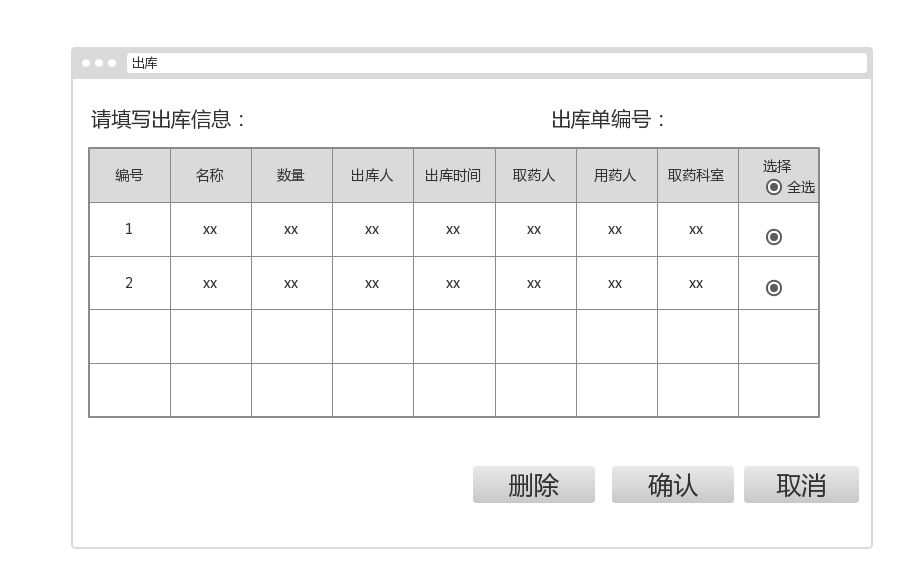 出库
请填写出库信息： 出库单编号：
编号 名称 数量 出库人 出库时间 取药人 用药人 取药科室 选择
全选
1 xx xx xx xx xx xx xx
2 xx xx xx xx xx xx xx
删除 确认 取消